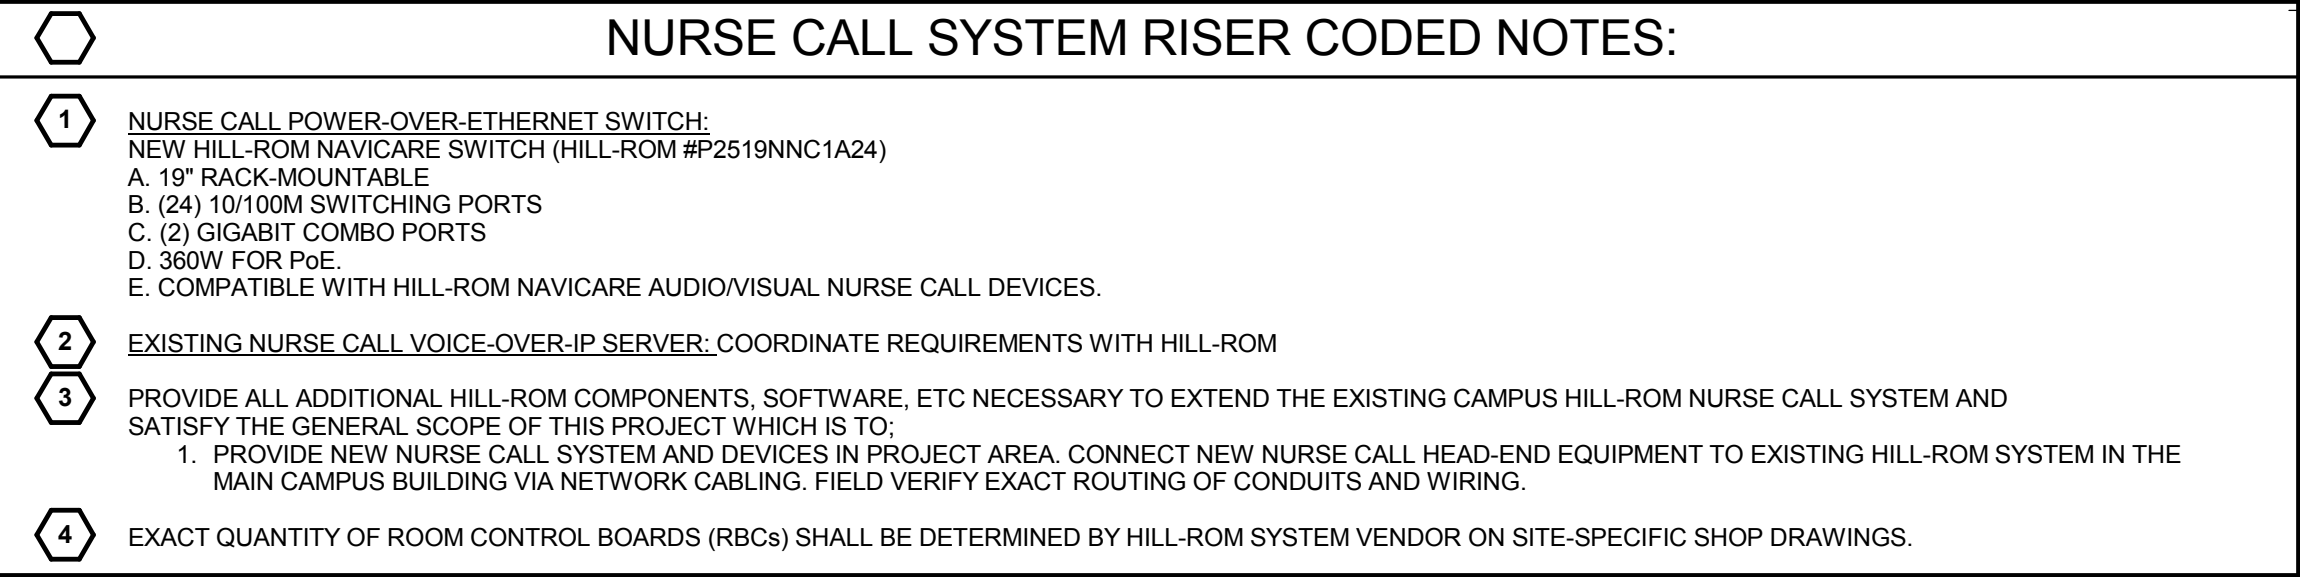 NURSE CALL SYSTEM RISER CODED NOTES:
1
NURSE CALL POWER-OVER-ETHERNET SWITCH:
NEW HILL-ROM NAVICARE SWITCH (HILL-ROM #P2519NNC1A24)
A. 19" RACK-MOUNTABLE
B. (24) 10/100M SWITCHING PORTS
C. (2) GIGABIT COMBO PORTS
D. 360W FOR PoE.
E. COMPATIBLE WITH HILL-ROM NAVICARE AUDIO/VISUAL NURSE CALL DEVICES.
2
EXISTING NURSE CALL VOICE-OVER-IP SERVER: COORDINATE REQUIREMENTS WITH HILL-ROM
3
PROVIDE ALL ADDITIONAL HILL-ROM COMPONENTS, SOFTWARE, ETC NECESSARY TO EXTEND THE EXISTING CAMPUS HILL-ROM NURSE CALL SYSTEM AND
SATISFY THE GENERAL SCOPE OF THIS PROJECT WHICH IS TO;
1. PROVIDE NEW NURSE CALL SYSTEM AND DEVICES IN PROJECT AREA. CONNECT NEW NURSE CALL HEAD-END EQUIPMENT TO EXISTING HILL-ROM SYSTEM IN THE
MAIN CAMPUS BUILDING VIA NETWORK CABLING. FIELD VERIFY EXACT ROUTING OF CONDUITS AND WIRING.
4
EXACT QUANTITY OF ROOM CONTROL BOARDS (RBCs) SHALL BE DETERMINED BY HILL-ROM SYSTEM VENDOR ON SITE-SPECIFIC SHOP DRAWINGS.